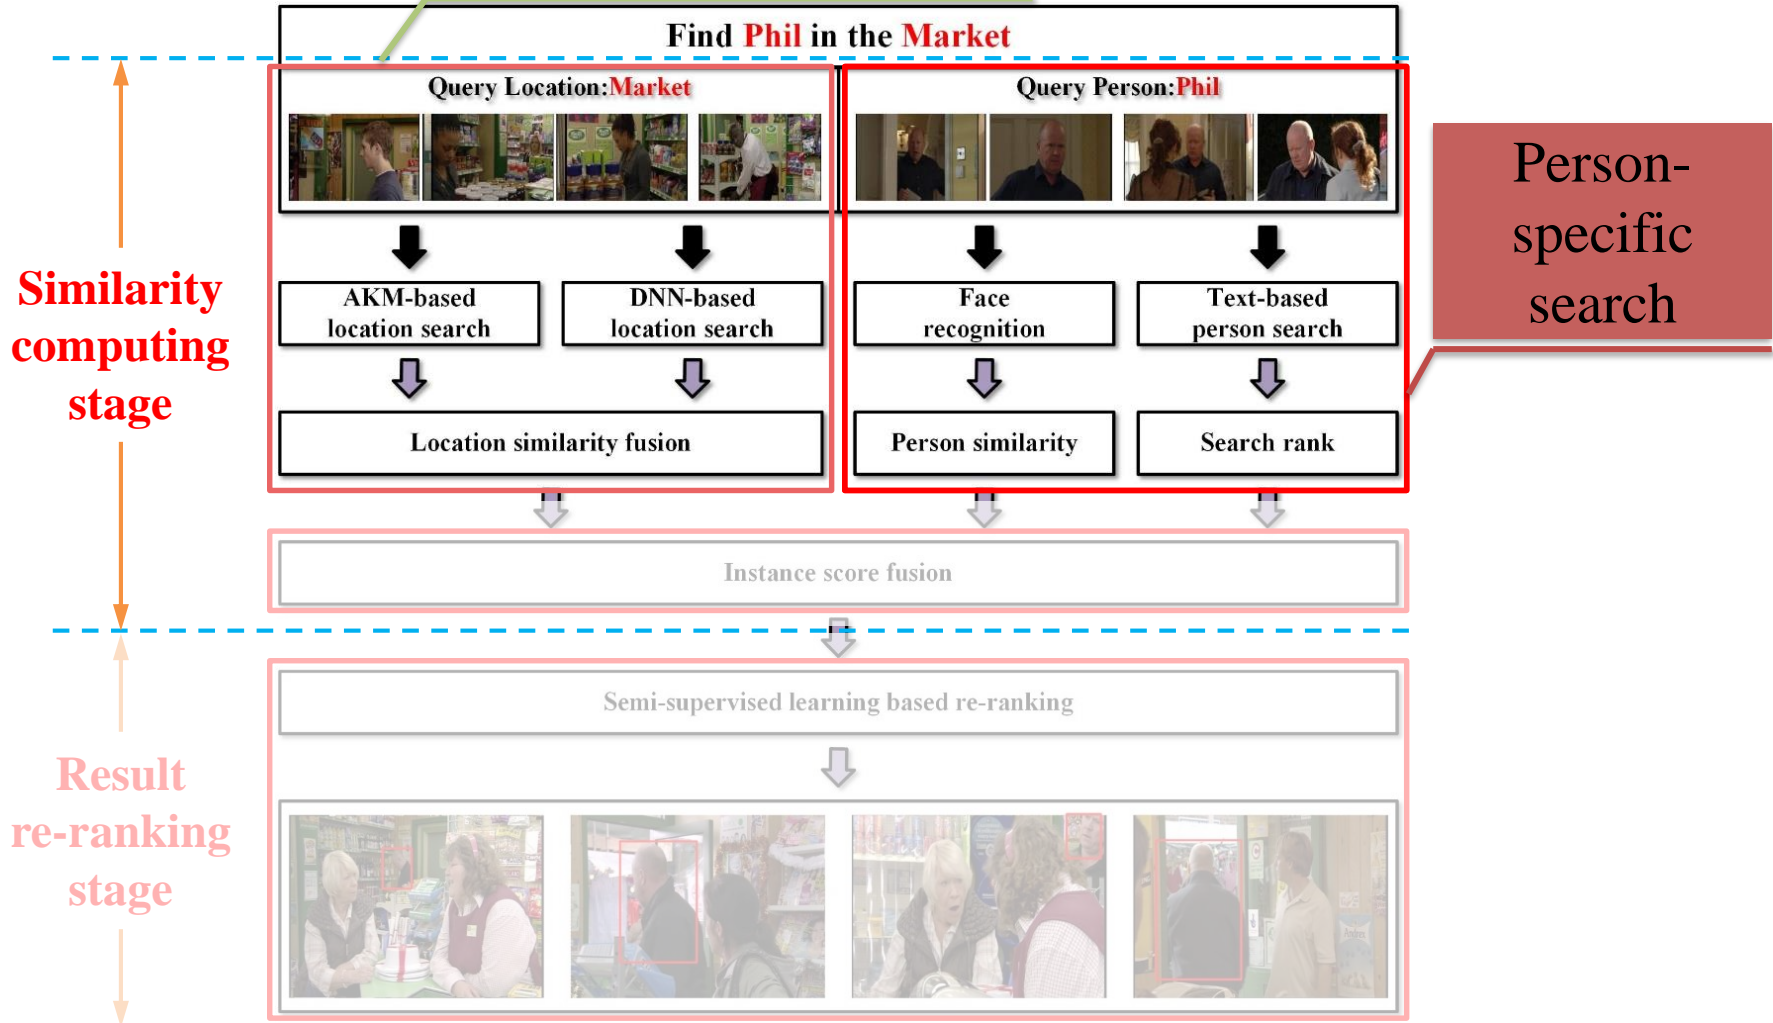 Find Phil in the Market
Query Location:Market
Query Person:Phil
Person-
specific
search
Similarity
computing
stage
AKM-based
location search
DNN-based
location search
Face
recognition
Text-based
person search
Location similarity fusion
Person similarity
Search rank
Instance score fusion
Semi-supervised learning based re-ranking
Result
re-ranking
stage